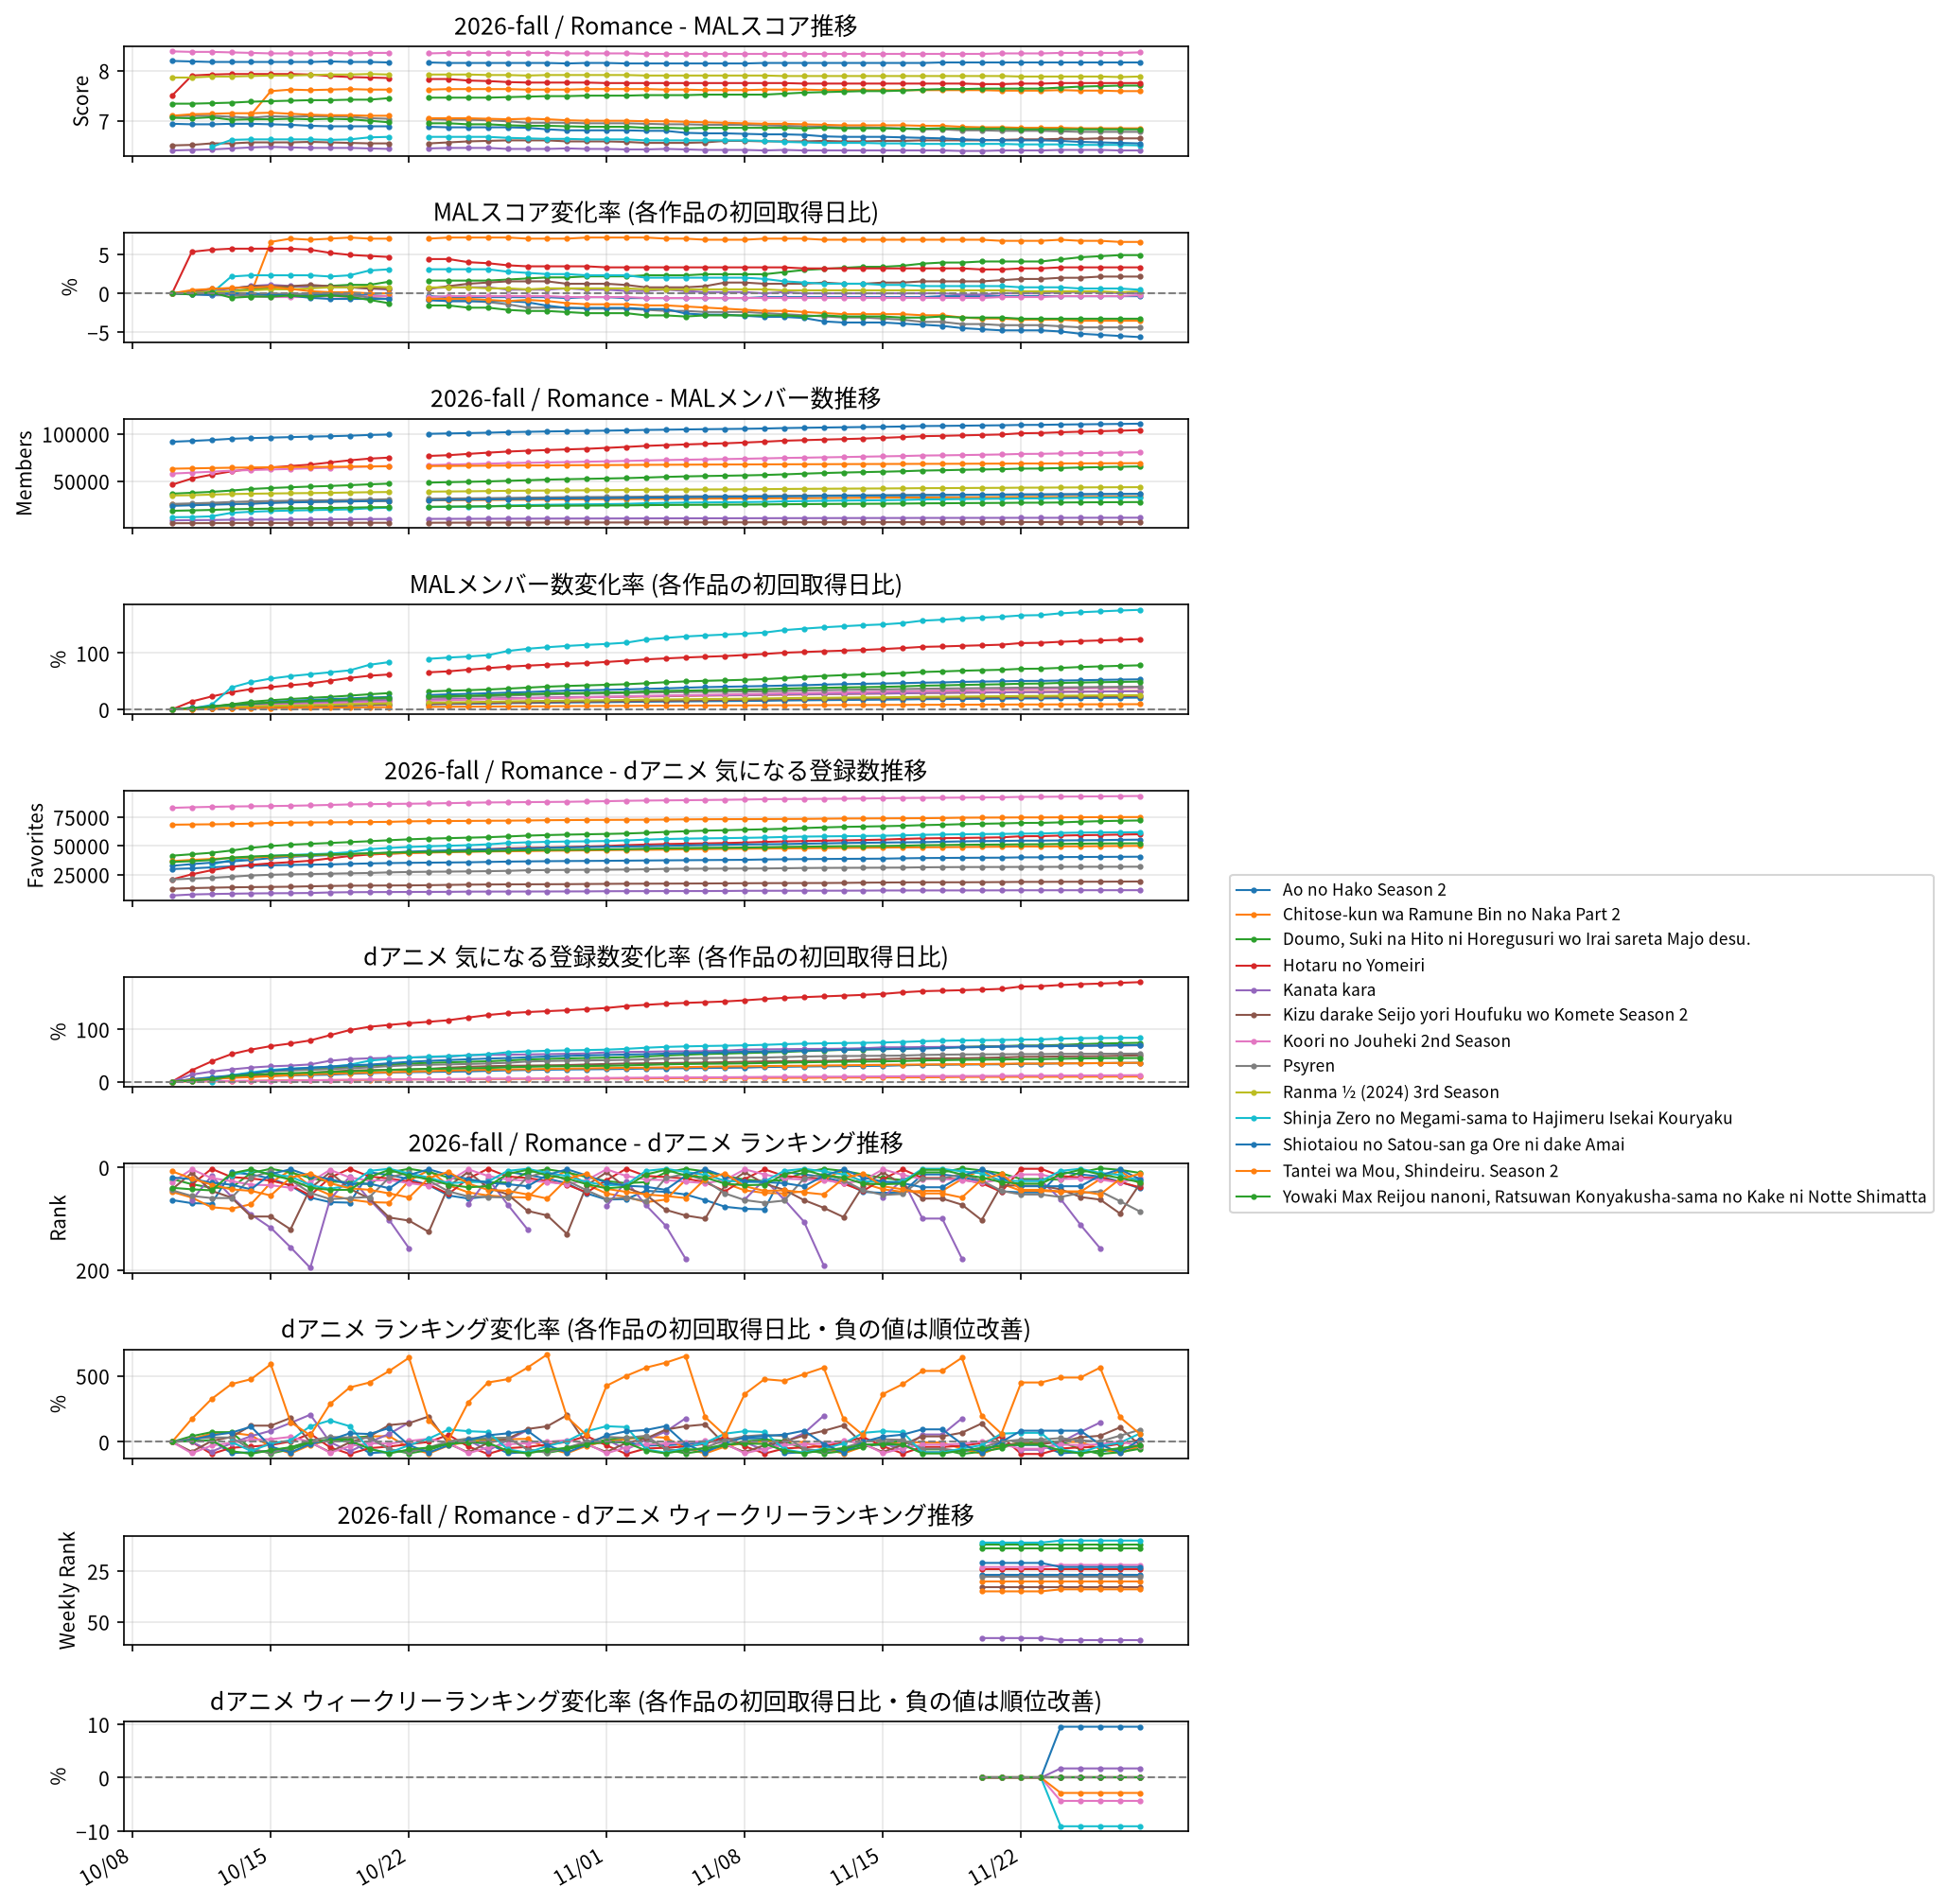 2026-fall / Romance - MALスコア推移
Score
8
7
MALスコア変化率 (各作品の初回取得日比)
%
5
0
−5
2026-fall / Romance - MALメンバー数推移
Members
100000
50000
MALメンバー数変化率 (各作品の初回取得日比)
%
100
0
2026-fall / Romance - dアニメ 気になる登録数推移
Favorites
75000
50000
25000
dアニメ 気になる登録数変化率 (各作品の初回取得日比)
%
100
0
Ao no Hako Season 2
Chitose-kun wa Ramune Bin no Naka Part 2
Doumo, Suki na Hito ni Horegusuri wo Irai sareta Majo desu.
Hotaru no Yomeiri
Kanata kara
Kizu darake Seijo yori Houfuku wo Komete Season 2
Koori no Jouheki 2nd Season
Psyren
Ranma ½ (2024) 3rd Season
Shinja Zero no Megami-sama to Hajimeru Isekai Kouryaku
Shiotaiou no Satou-san ga Ore ni dake Amai
Tantei wa Mou, Shindeiru. Season 2
Yowaki Max Reijou nanoni, Ratsuwan Konyakusha-sama no Kake ni Notte Shimatta
2026-fall / Romance - dアニメ ランキング推移
Rank
0
200
dアニメ ランキング変化率 (各作品の初回取得日比・負の値は順位改善)
%
500
0
2026-fall / Romance - dアニメ ウィークリーランキング推移
Weekly Rank
25
50
dアニメ ウィークリーランキング変化率 (各作品の初回取得日比・負の値は順位改善)
%
10
0
−10
10/08
10/15
10/22
11/01
11/08
11/15
11/22